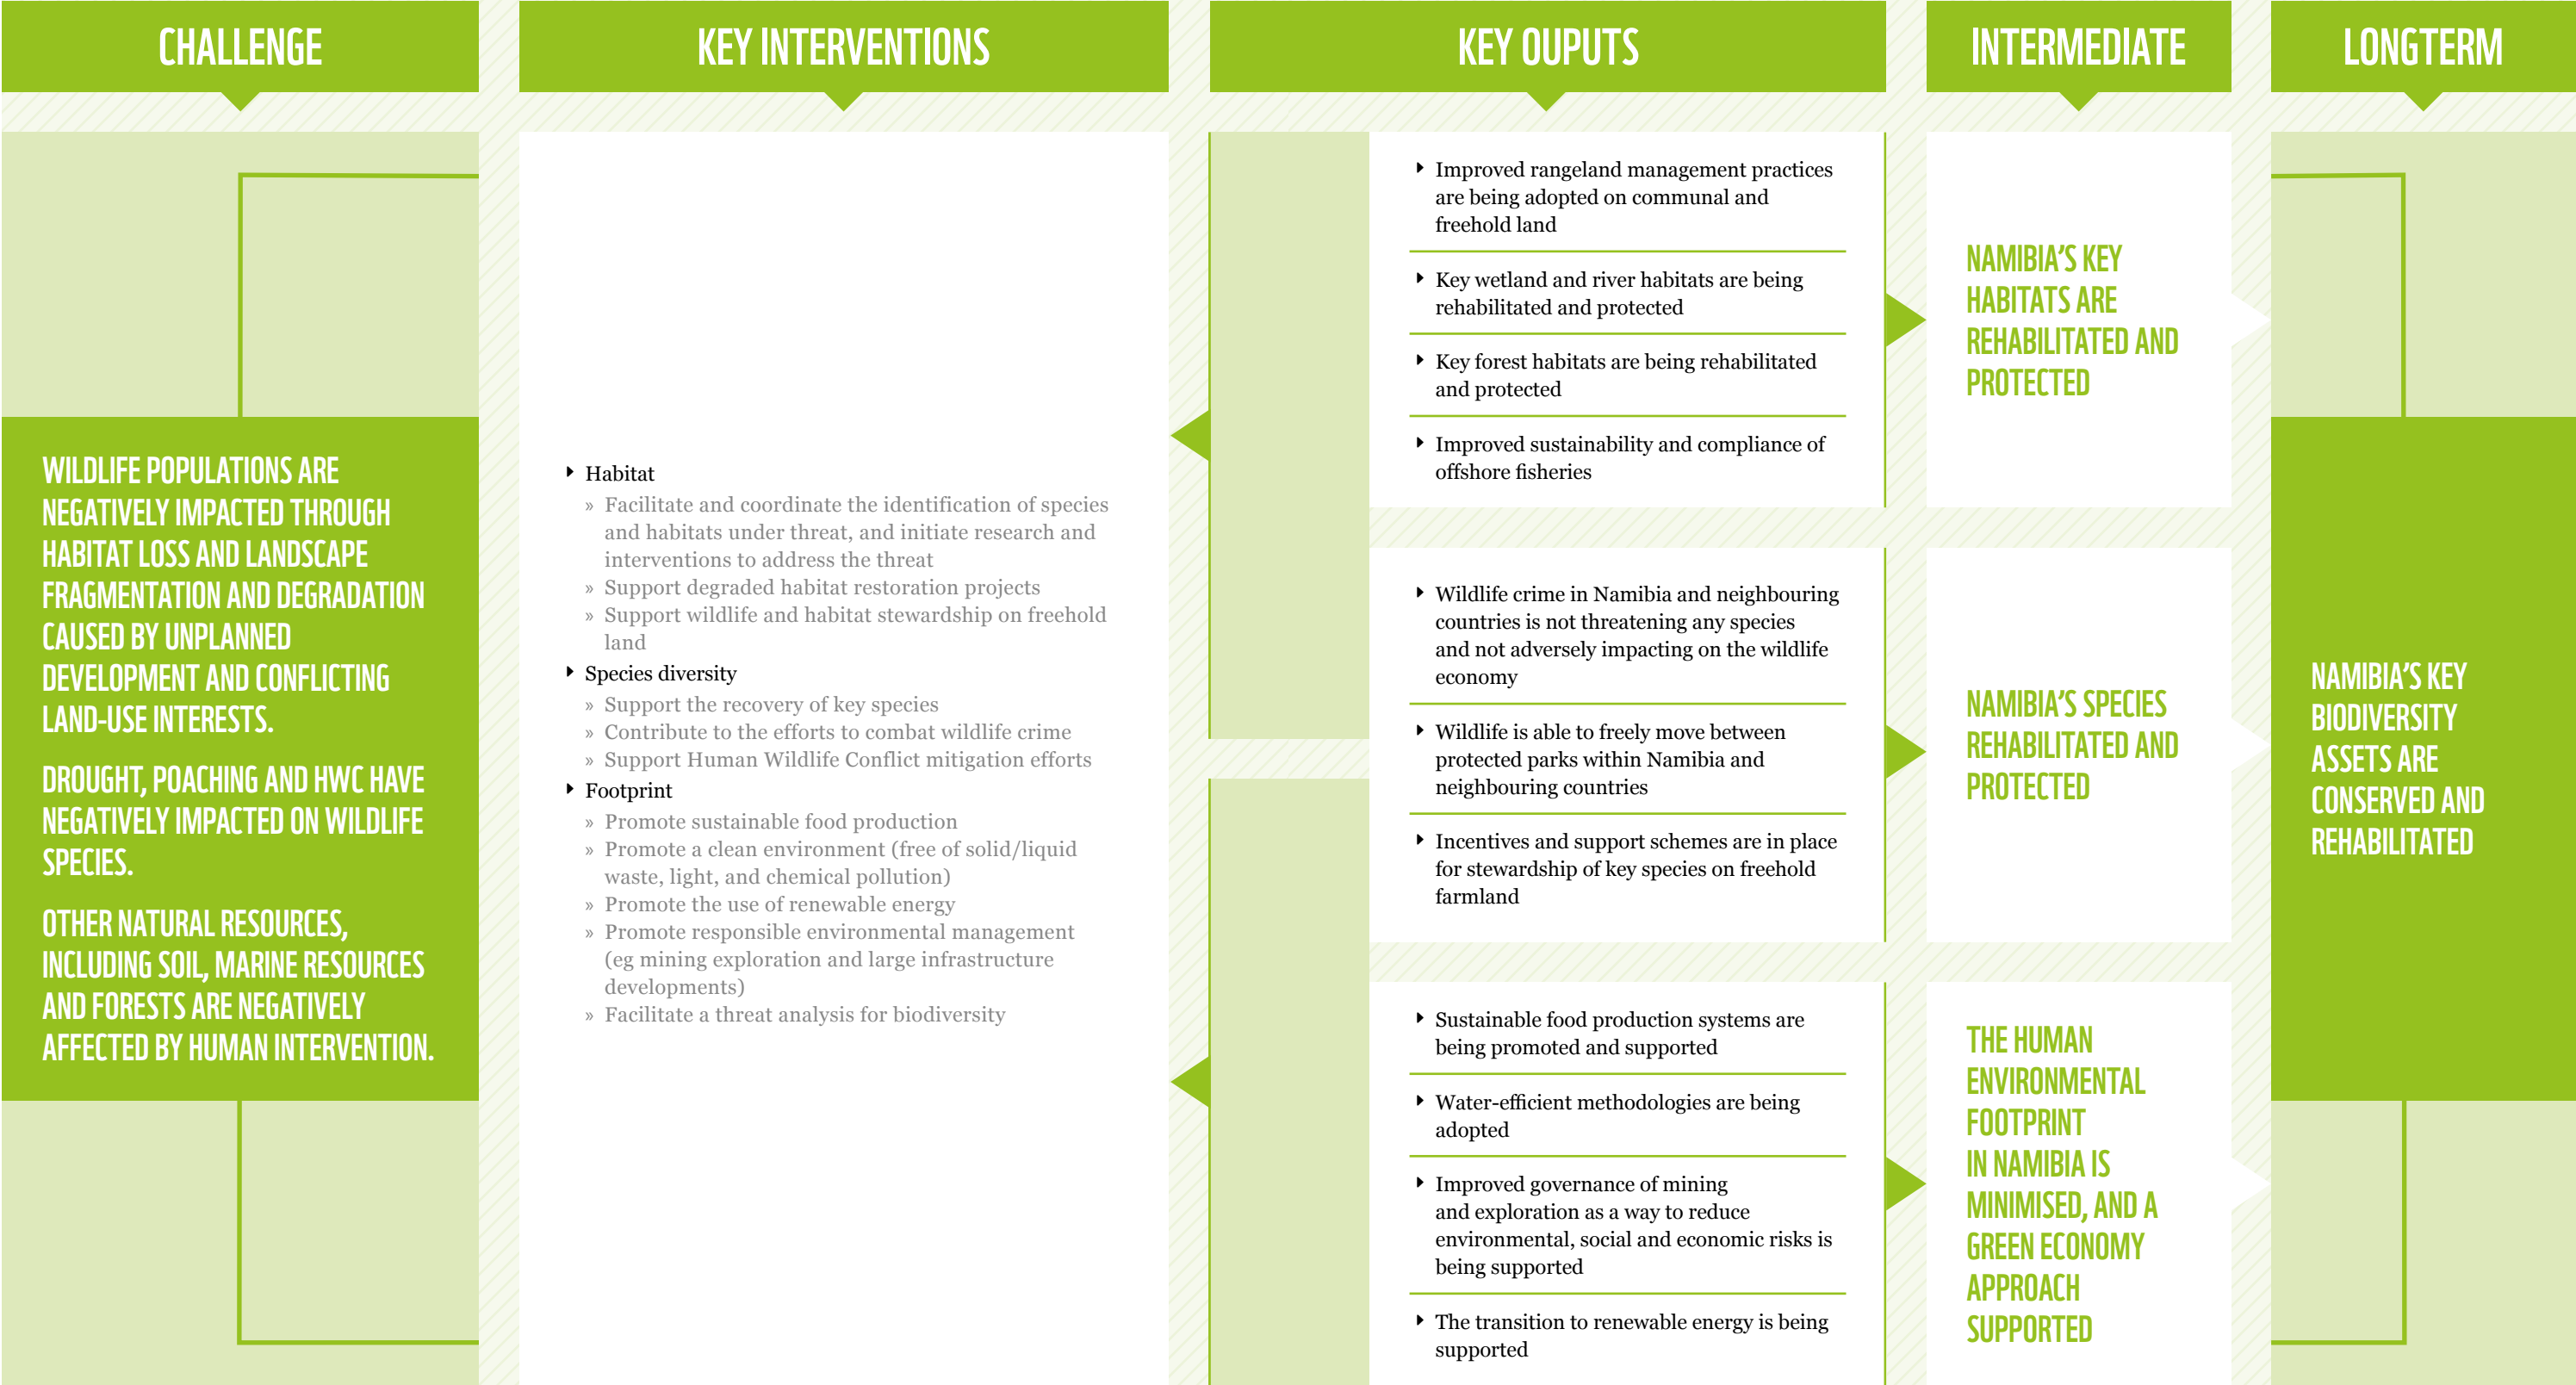 CHALLENGE
KEY INTERVENTIONS
KEY OUPUTS
INTERMEDIATE
LONGTERM
WILDLIFE POPULATIONS ARE
NEGATIVELY IMPACTED THROUGH
HABITAT LOSS AND LANDSCAPE
FRAGMENTATION AND DEGRADATION
CAUSED BY UNPLANNED
DEVELOPMENT AND CONFLICTING
LAND-USE INTERESTS.
DROUGHT, POACHING AND HWC HAVE
NEGATIVELY IMPACTED ON WILDLIFE
SPECIES.
OTHER NATURAL RESOURCES,
INCLUDING SOIL, MARINE RESOURCES
AND FORESTS ARE NEGATIVELY
AFFECTED BY HUMAN INTERVENTION.
Habitat
» Facilitate and coordinate the identification of species
and habitats under threat, and initiate research and
interventions to address the threat
» Support degraded habitat restoration projects
» Support wildlife and habitat stewardship on freehold
land
Species diversity
» Support the recovery of key species
» Contribute to the efforts to combat wildlife crime
» Support Human Wildlife Conflict mitigation efforts
Footprint
» Promote sustainable food production
» Promote a clean environment (free of solid/liquid
waste, light, and chemical pollution)
» Promote the use of renewable energy
» Promote responsible environmental management
(eg mining exploration and large infrastructure
developments)
» Facilitate a threat analysis for biodiversity
Improved rangeland management practices
are being adopted on communal and
freehold land
Key wetland and river habitats are being
rehabilitated and protected
Key forest habitats are being rehabilitated
and protected
Improved sustainability and compliance of
offshore fisheries
Wildlife crime in Namibia and neighbouring
countries is not threatening any species
and not adversely impacting on the wildlife
economy
Wildlife is able to freely move between
protected parks within Namibia and
neighbouring countries
Incentives and support schemes are in place
for stewardship of key species on freehold
farmland
Sustainable food production systems are
being promoted and supported
Water-efficient methodologies are being
adopted
Improved governance of mining
and exploration as a way to reduce
environmental, social and economic risks is
being supported
The transition to renewable energy is being
supported
NAMIBIA'S KEY
HABITATS ARE
REHABILITATED AND
PROTECTED
NAMIBIA'S SPECIES
REHABILITATED AND
PROTECTED
THE HUMAN
ENVIRONMENTAL
FOOTPRINT
IN NAMIBIA IS
MINIMISED, AND A
GREEN ECONOMY
APPROACH
SUPPORTED
NAMIBIA'S KEY
BIODIVERSITY
ASSETS ARE
CONSERVED AND
REHABILITATED